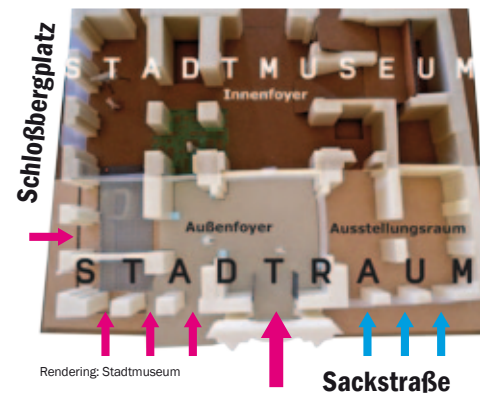 Schloßbergplatz
STADTMUSEUM
Innenfoyer
Außenfoyer
Ausstellungsraum
STADTRAUM
Rendering: Stadtmuseum
Sackstraße